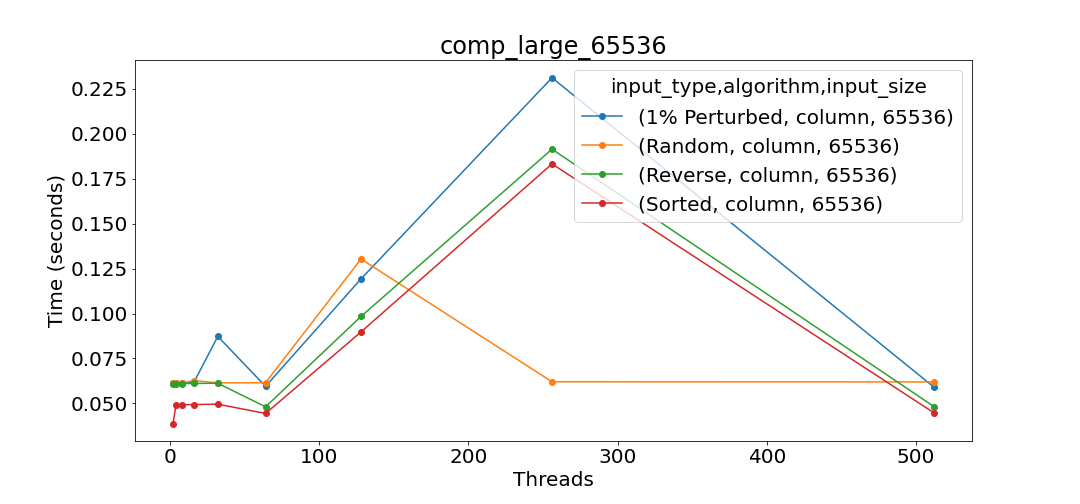 comp_large_65536
input_type,algorithm,input_size
(1% Perturbed, column, 65536)
(Random, column, 65536)
(Reverse, column, 65536)
(Sorted, column, 65536)
Time (seconds)
0.225
0.200
0.175
0.150
0.125
0.100
0.075
0.050
0 100 200 300 400 500
Threads